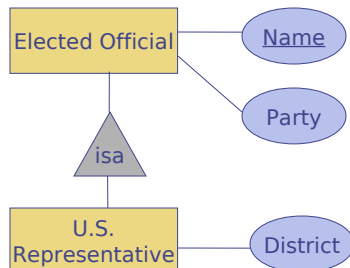 Elected Official
Name
Party
isa
U.S.
Representative
District